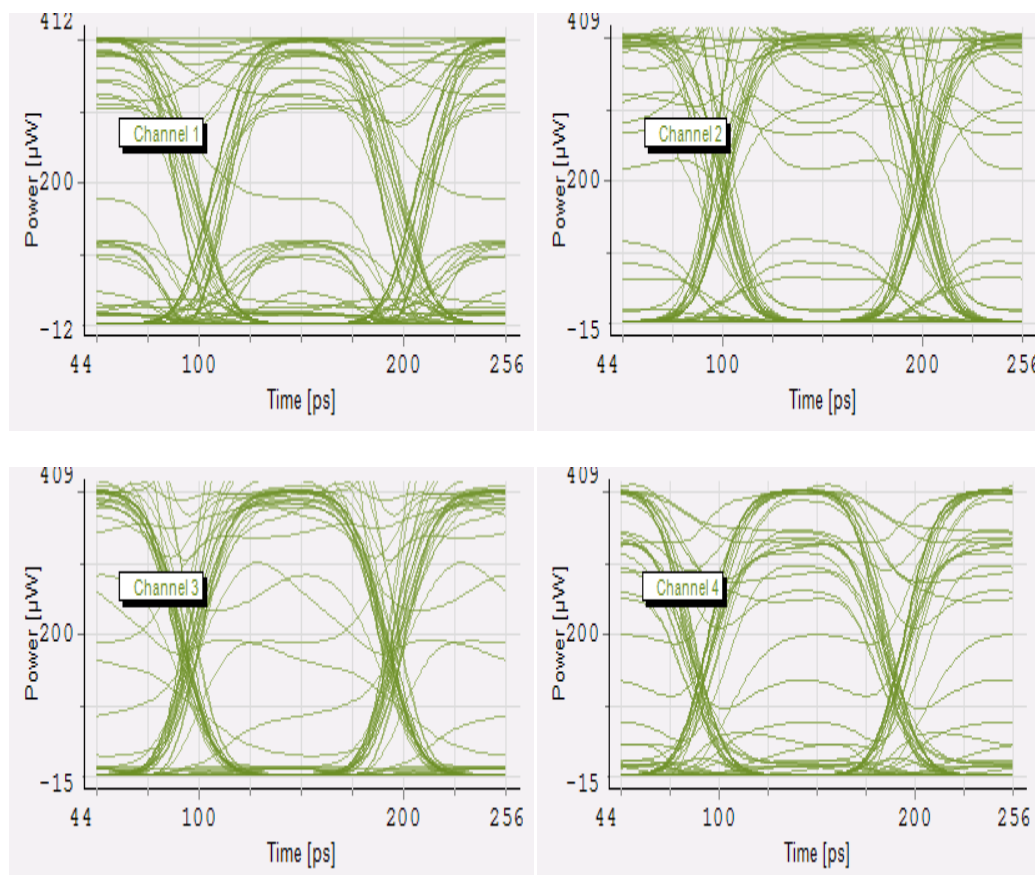 412
Channel 1
200
Power [µW]
-12
44 100 200 256
Time [ps]
409
Channel 2
200
Power [µW]
-15
44 100 200 256
Time [ps]
409
Channel 3
200
Power [µW]
-15
44 100 200 256
Time [ps]
409
Channel 4
200
Power [µW]
-15
44 100 200 256
Time [ps]